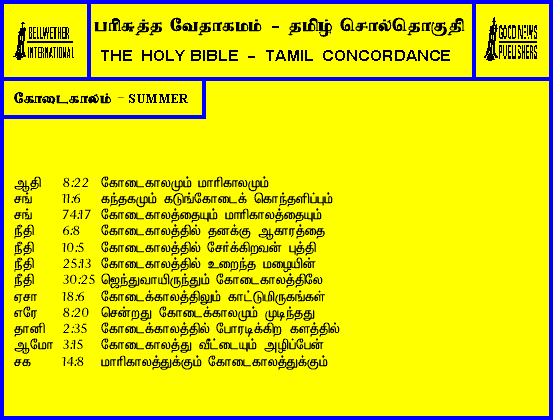 BELLWETHER INTERNATIONAL
பரிசுத்த வேதாகமம் - தமிழ் சொல்தொகுதி
THE HOLY BIBLE - TAMIL CONCORDANCE
GOOD NEWS PUBLISHERS
கோடைகாலம் - SUMMER
ஆதி 8:22 கோடைகாலமும் மாரிகாலமும்
சங் 11:6 கந்தகமும் கடுங்கோடைக் கொந்தளிப்பும்
சங் 74:17 கோடைகாலத்தையும் மாரிகாலத்தையும்
நீதி 6:8 கோடைகாலத்தில் தனக்கு ஆகாரத்தை
நீதி 10:5 கோடைகாலத்தில் சேர்க்கிறவன் புத்தி
நீதி 25:13 கோடைகாலத்தில் உறைந்த மழையின்
நீதி 30:25 ஜெந்துவாயிருந்தும் கோடைகாலத்திலே
ஏசா 18:6 கோடைக்காலத்திலும் காட்டுமிருகங்கள்
எரே 8:20 சென்றது கோடைக்காலமும் முடிந்தது
தானி 2:35 கோடைக்காலத்தில் போரடிக்கிற களத்தில்
ஆமோ 3:15 கோடைகாலத்து வீட்டையும் அழிப்பேன்
சக 14:8 மாரிகாலத்துக்கும் கோடைகாலத்துக்கும்